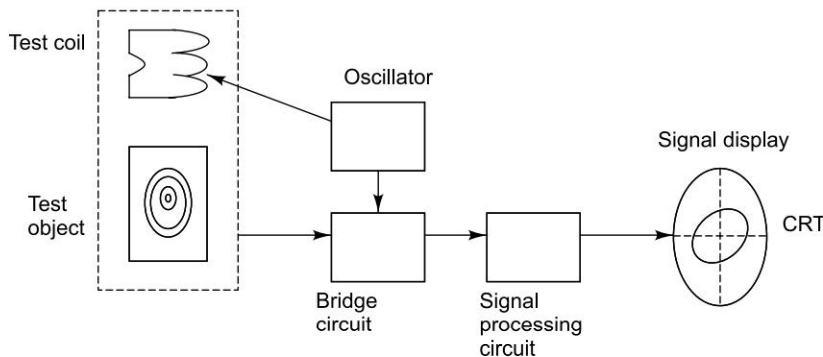 Test coil
Oscillator
Signal display
Test
object
CRT
Bridge
circuit
Signal
processing
circuit